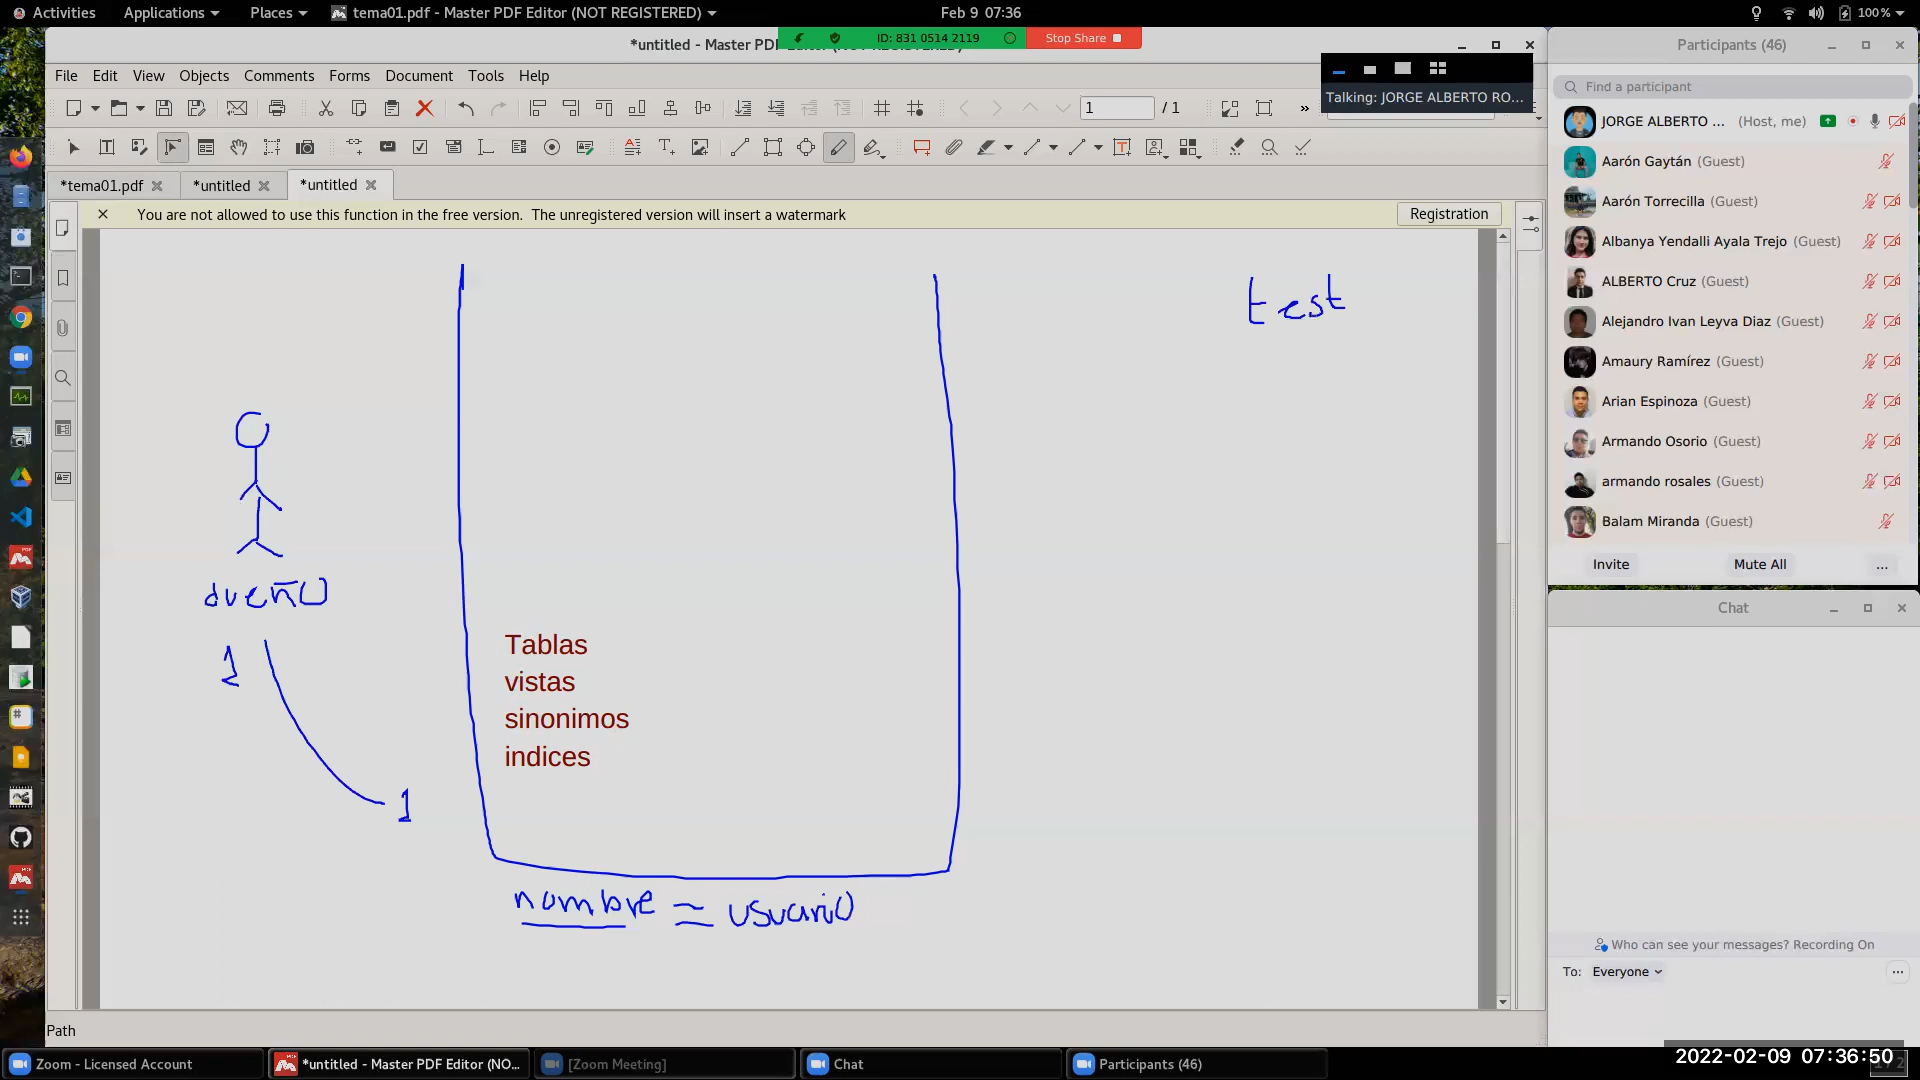 Activities Applications Places tema01.pdf - Master PDF Editor (NOT REGISTERED) Feb 9 07:36 100%
*untitled - Master PDF Editor (NOT REGISTERED)
ID: 831 0514 2119 Stop Share
Talking: JORGE ALBERTO RO...
File Edit View Objects Comments Forms Document Tools Help
1 / 1
*tema01.pdf *untitled *untitled
You are not allowed to use this function in the free version. The unregistered version will insert a watermark Registration
test
dueño
1
1
Tablas
vistas
sinonimos
indices
nombre = usuario
Path
Participants (46)
Find a participant
JORGE ALBERTO ... (Host, me)
Aarón Gaytán (Guest)
Aarón Torrecilla (Guest)
Albanya Yendalli Ayala Trejo (Guest)
ALBERTO Cruz (Guest)
Alejandro Ivan Leyva Diaz (Guest)
Amaury Ramírez (Guest)
Arian Espinoza (Guest)
Armando Osorio (Guest)
armando rosales (Guest)
Balam Miranda (Guest)
Invite Mute All ...
Chat
Who can see your messages? Recording On
To: Everyone
Zoom - Licensed Account *untitled - Master PDF Editor (NO... [Zoom Meeting] Chat Participants (46)
2022-02-09 07:36:50